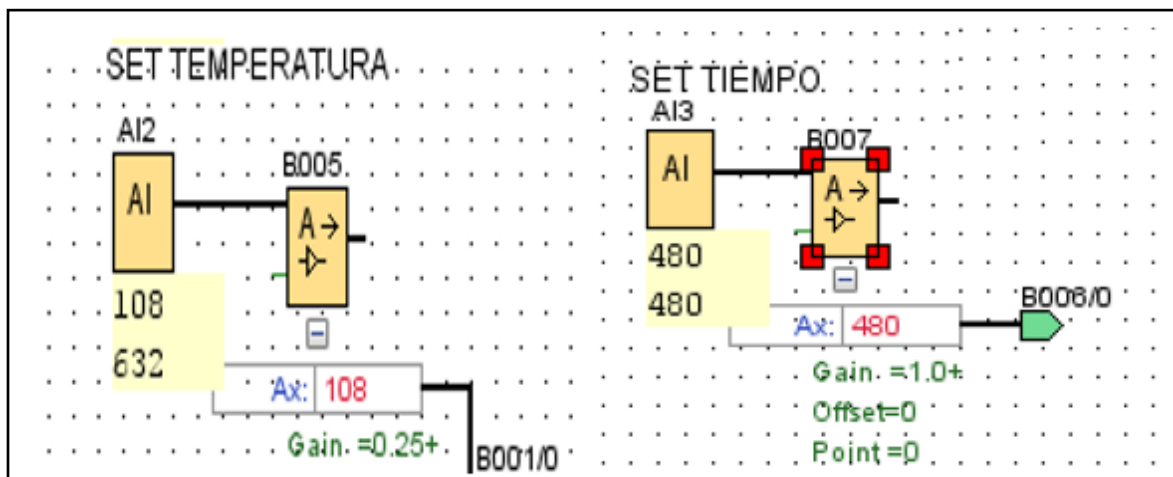 SET TEMPERATURA
AI2
AI
B005
A→
108
632
Ax: 108
Gain =0.25+
B001/0
SET TIEMPO
AI3
AI
B007
A→
480
480
Ax: 480
B006/0
Gain =1.0+
Offset=0
Point =0